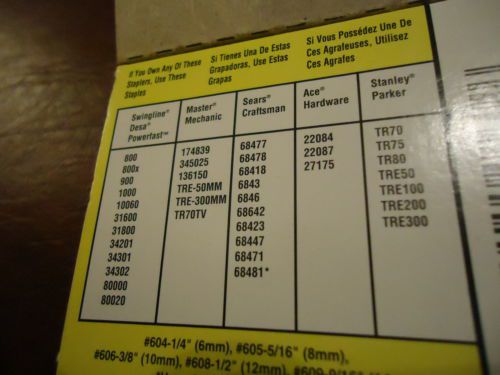 If You Own Any Of These
Staplers, Use These
Staples
Si Tienes Una De Estas
Grapadoras, Use Estas
Grapas
Si Vous Possédez Une De
Ces Agrafeuses, Utilisez
Ces Agrafes
Swingline®
Desa®
Powerfast™
800
800x
900
1000
10060
31600
31800
34201
34301
34302
80000
80020
Master®
Mechanic
174839
345025
136150
TRE-50MM
TRE-300MM
TR70TV
Sears®
Craftsman
68477
68478
68418
6843
6846
68642
68423
68447
68471
68481*
Ace®
Hardware
22084
22087
27175
Stanley®
Parker
TR70
TR75
TR80
TRE50
TRE100
TRE200
TRE300
#604-1/4" (6mm), #605-5/16" (8mm),
#606-3/8" (10mm), #608-1/2" (12mm),